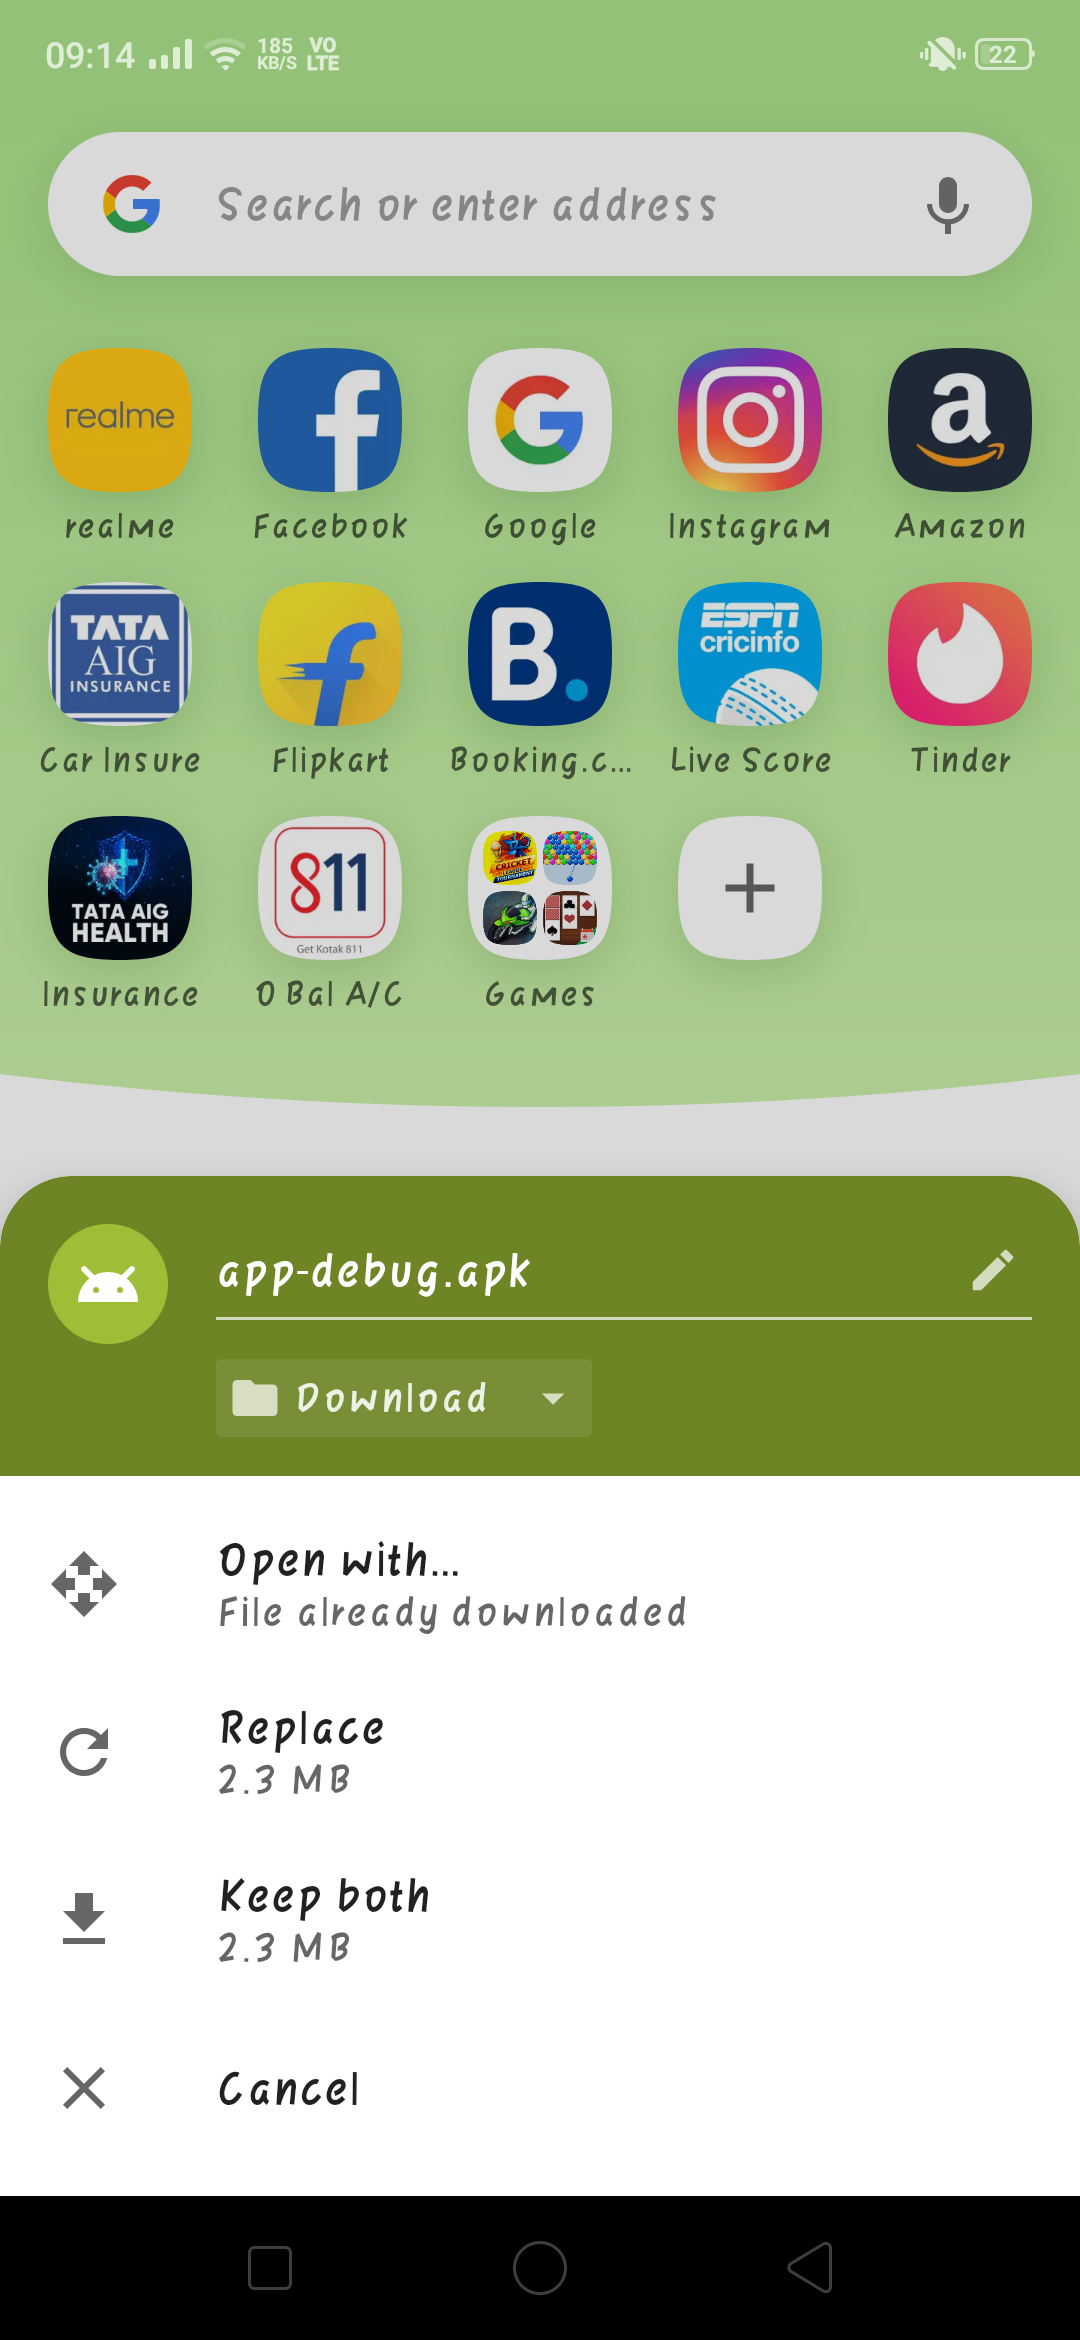 09:14 185 KB/S VO LTE 22
Search or enter address
realme
realme Facebook Google Instagram Amazon
TATA AIG INSURANCE
ESPN cricinfo
Car Insure Flipkart Booking.c... Live Score Tinder
TATA AIG HEALTH
811
Get Kotak 811
CRICKET
TOURNAMENT
Insurance 0 Bal A/C Games
app-debug.apk
Download
Open with...
File already downloaded
Replace
2.3 MB
Keep both
2.3 MB
Cancel